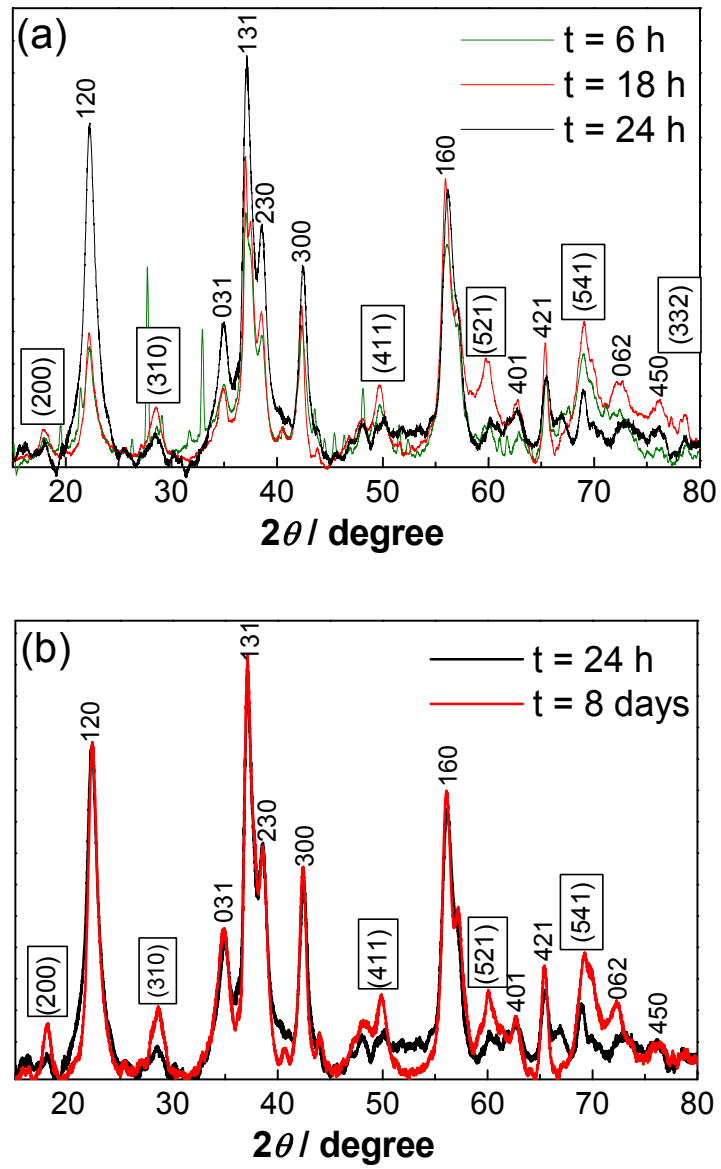 (a)
t = 6 h
t = 18 h
t = 24 h
120
131
230
031
300
160
(200)
(310)
(411)
(521)
401
421
(541)
062
450
(332)
20 30 40 50 60 70 80
2θ / degree
(b)
t = 24 h
t = 8 days
120
131
230
031
300
160
(200)
(310)
(411)
(521)
401
421
(541)
062
450
20 30 40 50 60 70 80
2θ / degree